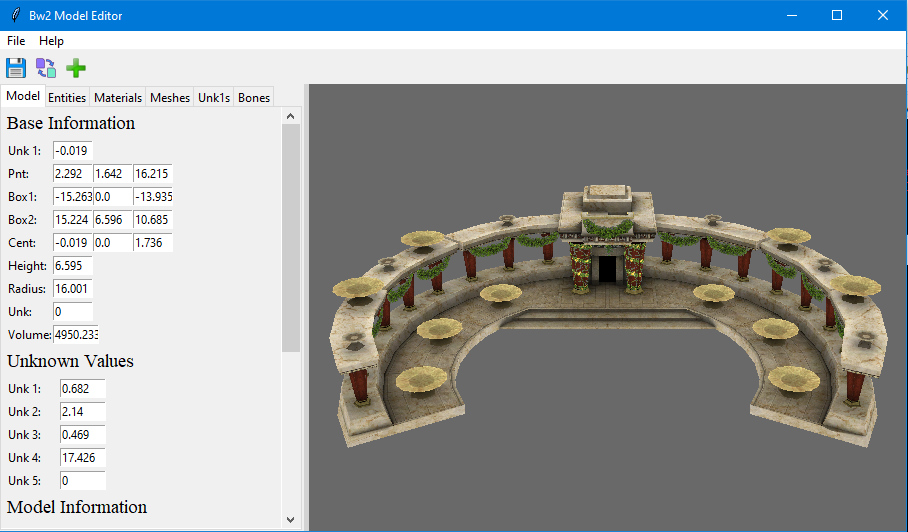 Bw2 Model Editor
File Help
Model Entities Materials Meshes Unk1s Bones
Base Information
Unk 1: -0.019
Pnt: 2.292 1.642 16.215
Box1: -15.263 0.0 -13.935
Box2: 15.224 6.596 10.685
Cent: -0.019 0.0 1.736
Height: 6.595
Radius: 16.001
Unk: 0
Volume: 4950.233
Unknown Values
Unk 1: 0.682
Unk 2: 2.14
Unk 3: 0.469
Unk 4: 17.426
Unk 5: 0
Model Information